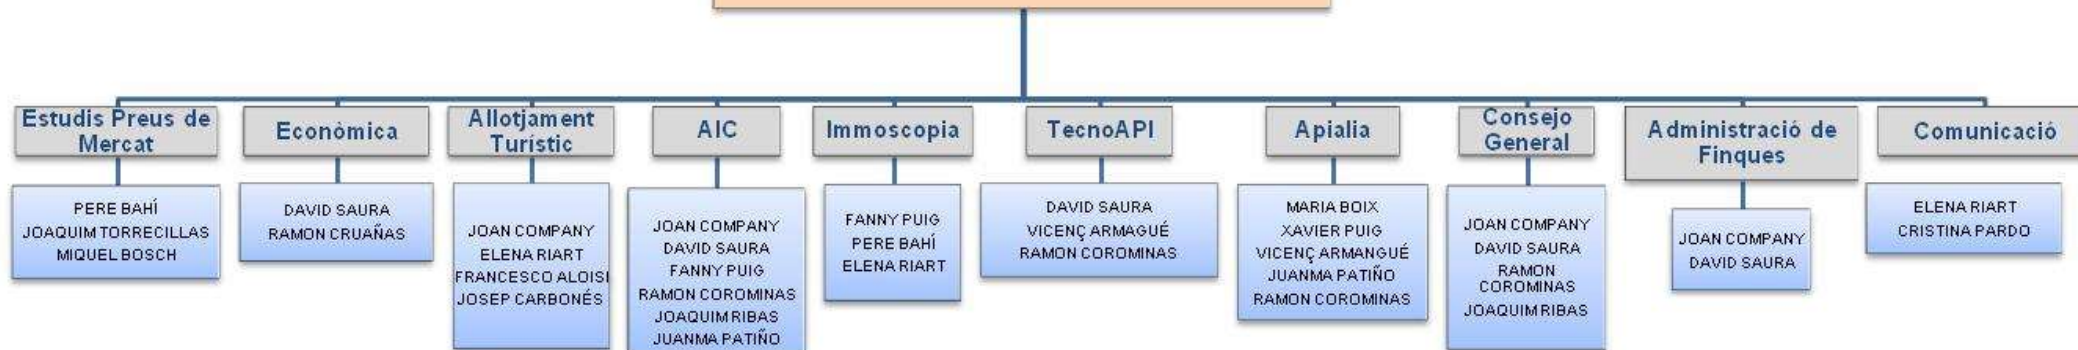 Estudis Preus de
Mercat
PERE BAHÍ
JOAQUIM TORRECILLAS
MIQUEL BOSCH
Econòmica
DAVID SAURA
RAMON CRUAÑAS
Allotjament
Turístic
JOAN COMPANY
ELENA RIART
FRANCESCO ALOISI
JOSEP CARBONÉS
AIC
JOAN COMPANY
DAVID SAURA
FANNY PUIG
RAMON COROMINAS
JOAQUIM RIBAS
JUANMA PATIÑO
Immoscopia
FANNY PUIG
PERE BAHÍ
ELENA RIART
TecnoAPI
DAVID SAURA
VICENÇ ARMAGUÉ
RAMON COROMINAS
Apialia
MARIA BOIX
XAVIER PUIG
VICENÇ ARMANGUÉ
JUANMA PATIÑO
RAMON COROMINAS
Consejo
General
JOAN COMPANY
DAVID SAURA
RAMON
COROMINAS
JOAQUIM RIBAS
Administració de
Finques
JOAN COMPANY
DAVID SAURA
Comunicació
ELENA RIART
CRISTINA PARDO